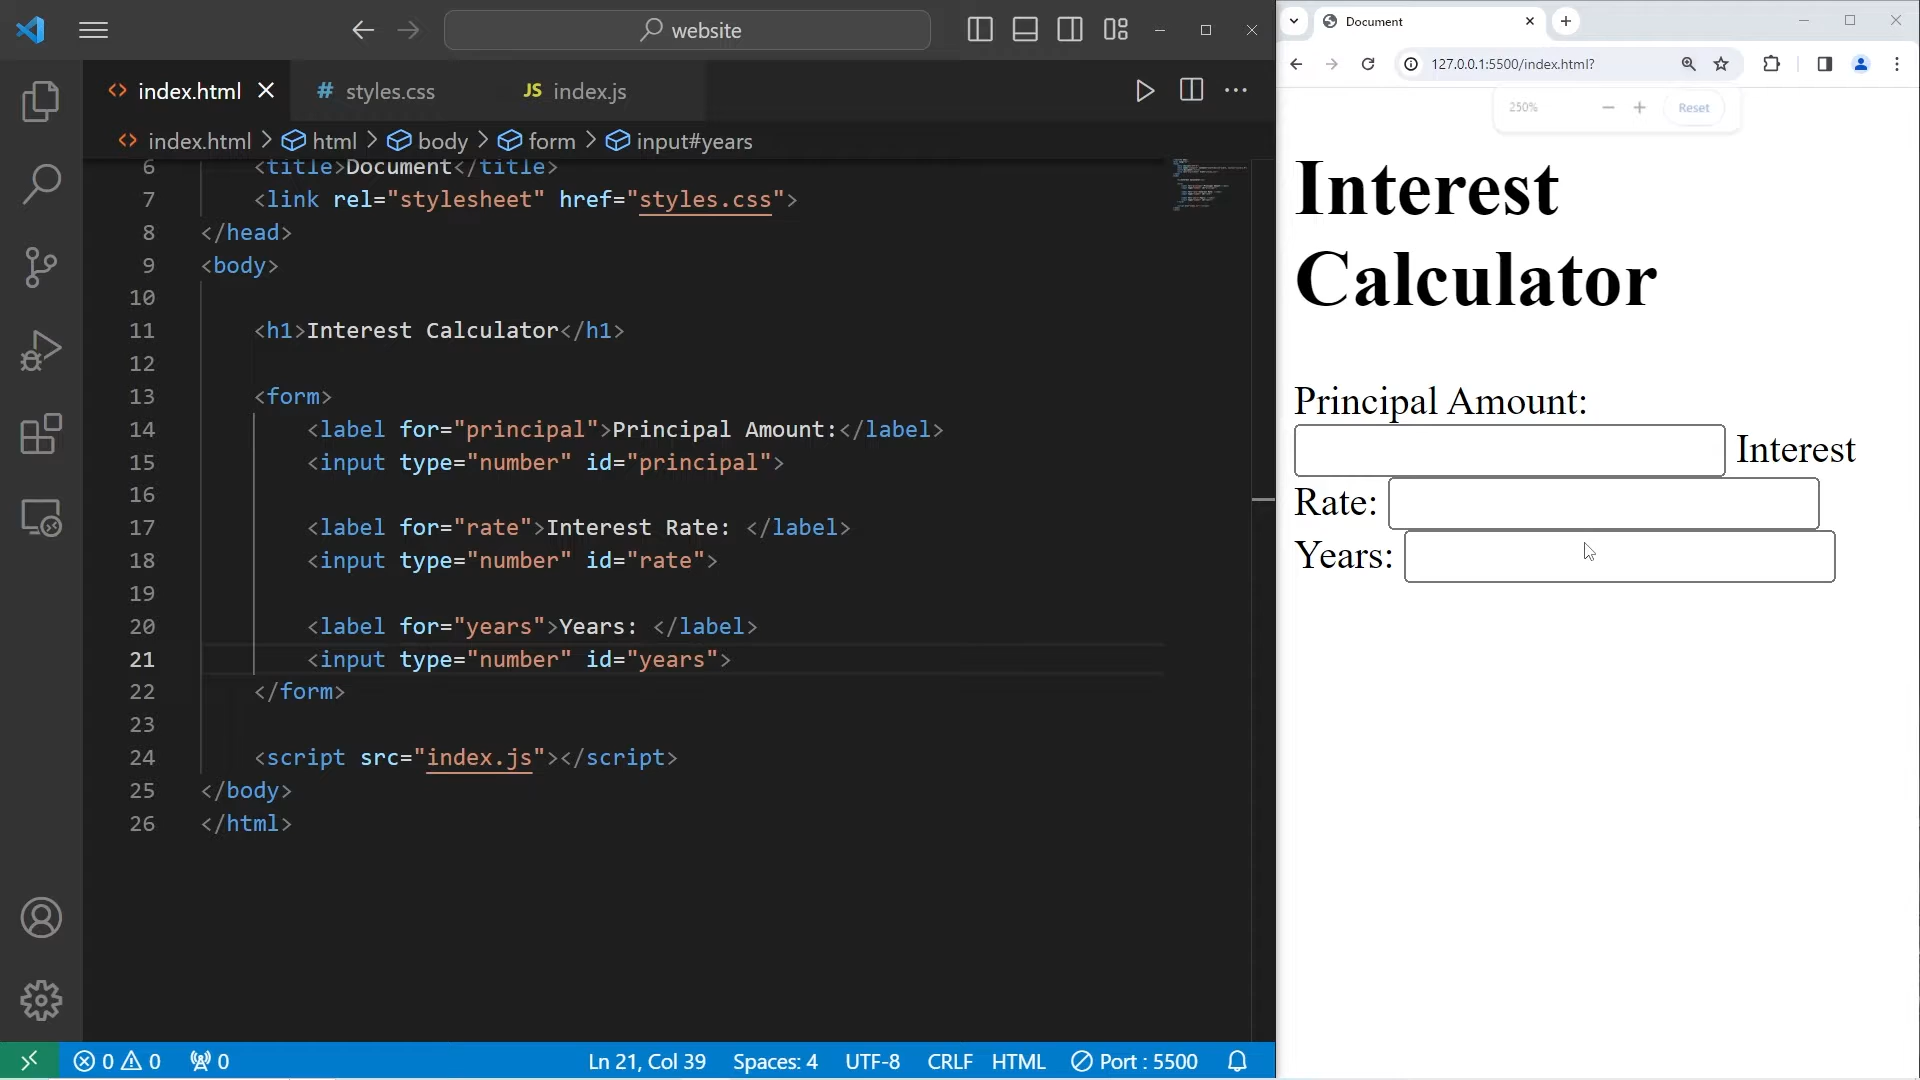 website
index.html
# styles.css
JS index.js
index.html > html > body > form > input#years
6 <title>Document</title>
7 <link rel="stylesheet" href="styles.css">
8 </head>
9 <body>
10
11 <h1>Interest Calculator</h1>
12
13 <form>
14 <label for="principal">Principal Amount:</label>
15 <input type="number" id="principal">
16
17 <label for="rate">Interest Rate: </label>
18 <input type="number" id="rate">
19
20 <label for="years">Years: </label>
21 <input type="number" id="years">
22 </form>
23
24 <script src="index.js"></script>
25 </body>
26 </html>
0 0 0 Ln 21, Col 39 Spaces: 4 UTF-8 CRLF HTML Port : 5500
Document
127.0.0.1:5500/index.html?
250% Reset
Interest
Calculator
Principal Amount:
Interest
Rate:
Years: